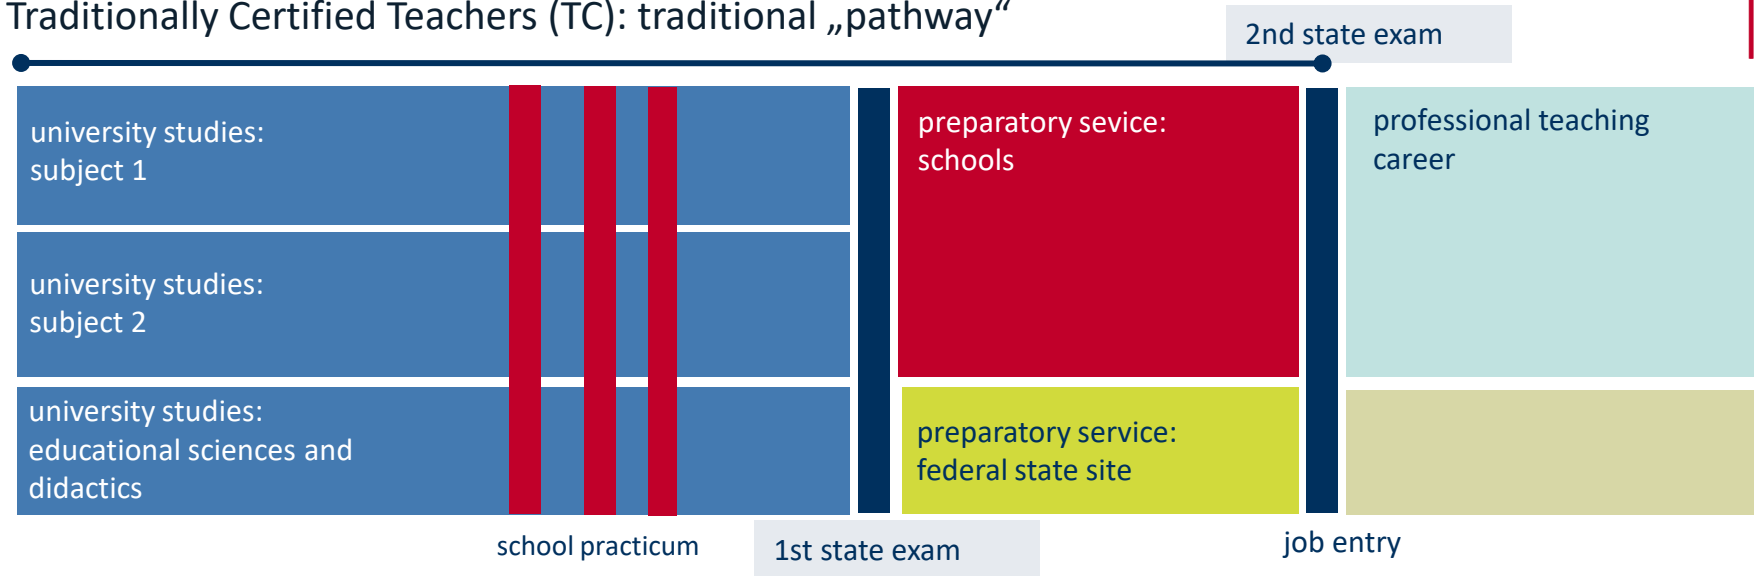 Traditionally Certified Teachers (TC): traditional „pathway“
2nd state exam
university studies:
subject 1
preparatory sevice:
schools
professional teaching
career
university studies:
subject 2
university studies:
educational sciences and
didactics
preparatory service:
federal state site
school practicum
1st state exam
job entry